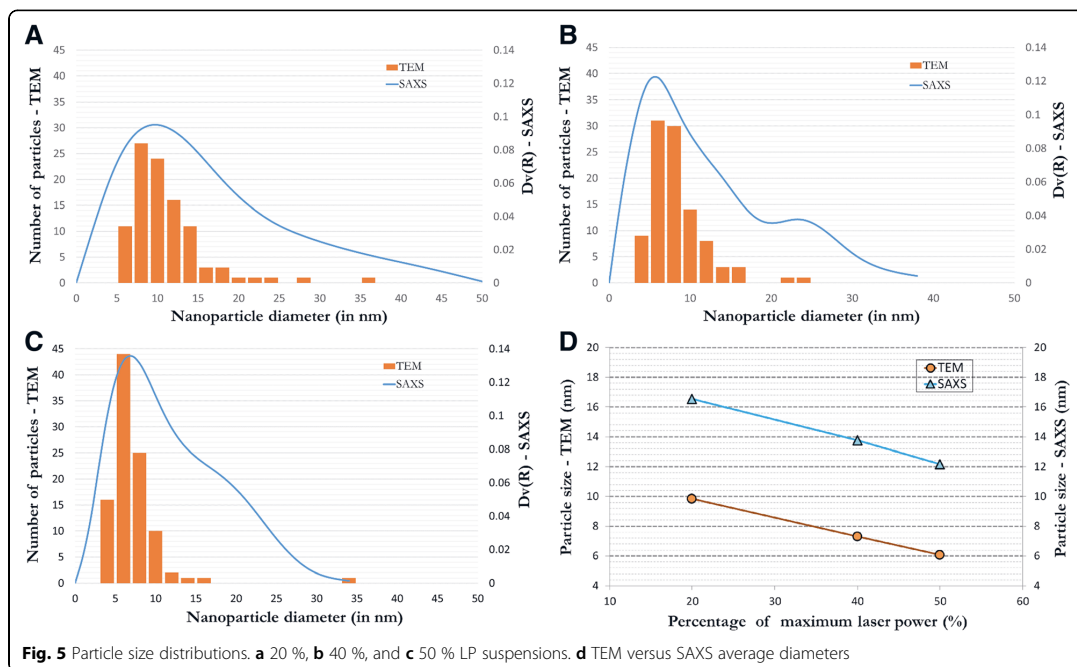 A
Number of particles - TEM
45
40
35
30
25
20
15
10
5
0
TEM
SAXS
0.14
0.12
0.1
0.08
0.06
0.04
0.02
0
Dv(R) - SAXS
0 5 10 15 20 25 30 35 40 45 50
Nanoparticle diameter (in nm)
B
Number of particles - TEM
45
40
35
30
25
20
15
10
5
0
TEM
SAXS
0.14
0.12
0.1
0.08
0.06
0.04
0.02
0
Dv(R) - SAXS
0 10 20 30 40 50
Nanoparticle diameter (in nm)
C
Number of particles - TEM
45
40
35
30
25
20
15
10
5
0
TEM
SAXS
0.14
0.12
0.1
0.08
0.06
0.04
0.02
0
Dv(R) - SAXS
0 5 10 15 20 25 30 35 40 45 50
Nanoparticle diameter (in nm)
D
Particle size - TEM (nm)
20
18
16
14
12
10
8
6
4
TEM
SAXS
20
18
16
14
12
10
8
6
4
Particle size - SAXS (nm)
10 20 30 40 50 60
Percentage of maximum laser power (%)
Fig. 5 Particle size distributions. a 20 %, b 40 %, and c 50 % LP suspensions. d TEM versus SAXS average diameters